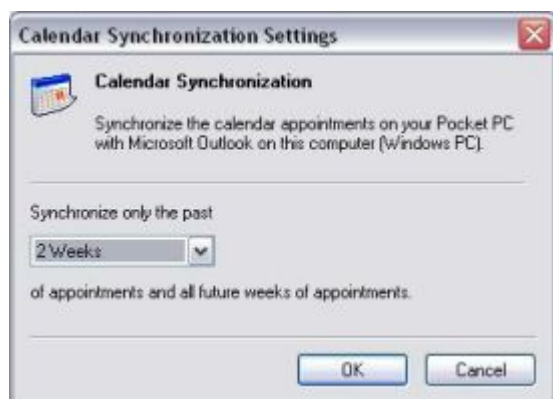 Calendar Synchronization Settings
Calendar Synchronization
Synchronize the calendar appointments on your Pocket PC
with Microsoft Outlook on this computer (Windows PC).
Synchronize only the past
2 Weeks
of appointments and all future weeks of appointments.
OK
Cancel